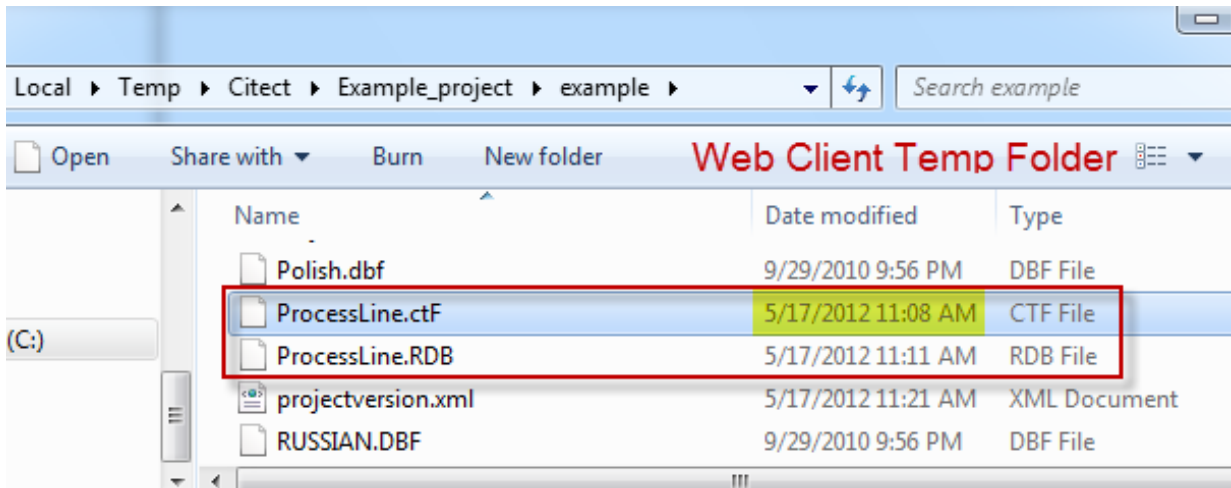 Local ▸ Temp ▸ Citect ▸ Example_project ▸ example ▸ Search example
Open Share with ▾ Burn New folder Web Client Temp Folder
Name Date modified Type
Polish.dbf 9/29/2010 9:56 PM DBF File
ProcessLine.ctF 5/17/2012 11:08 AM CTF File
(C:)
ProcessLine.RDB 5/17/2012 11:11 AM RDB File
projectversion.xml 5/17/2012 11:21 AM XML Document
RUSSIAN.DBF 9/29/2010 9:56 PM DBF File